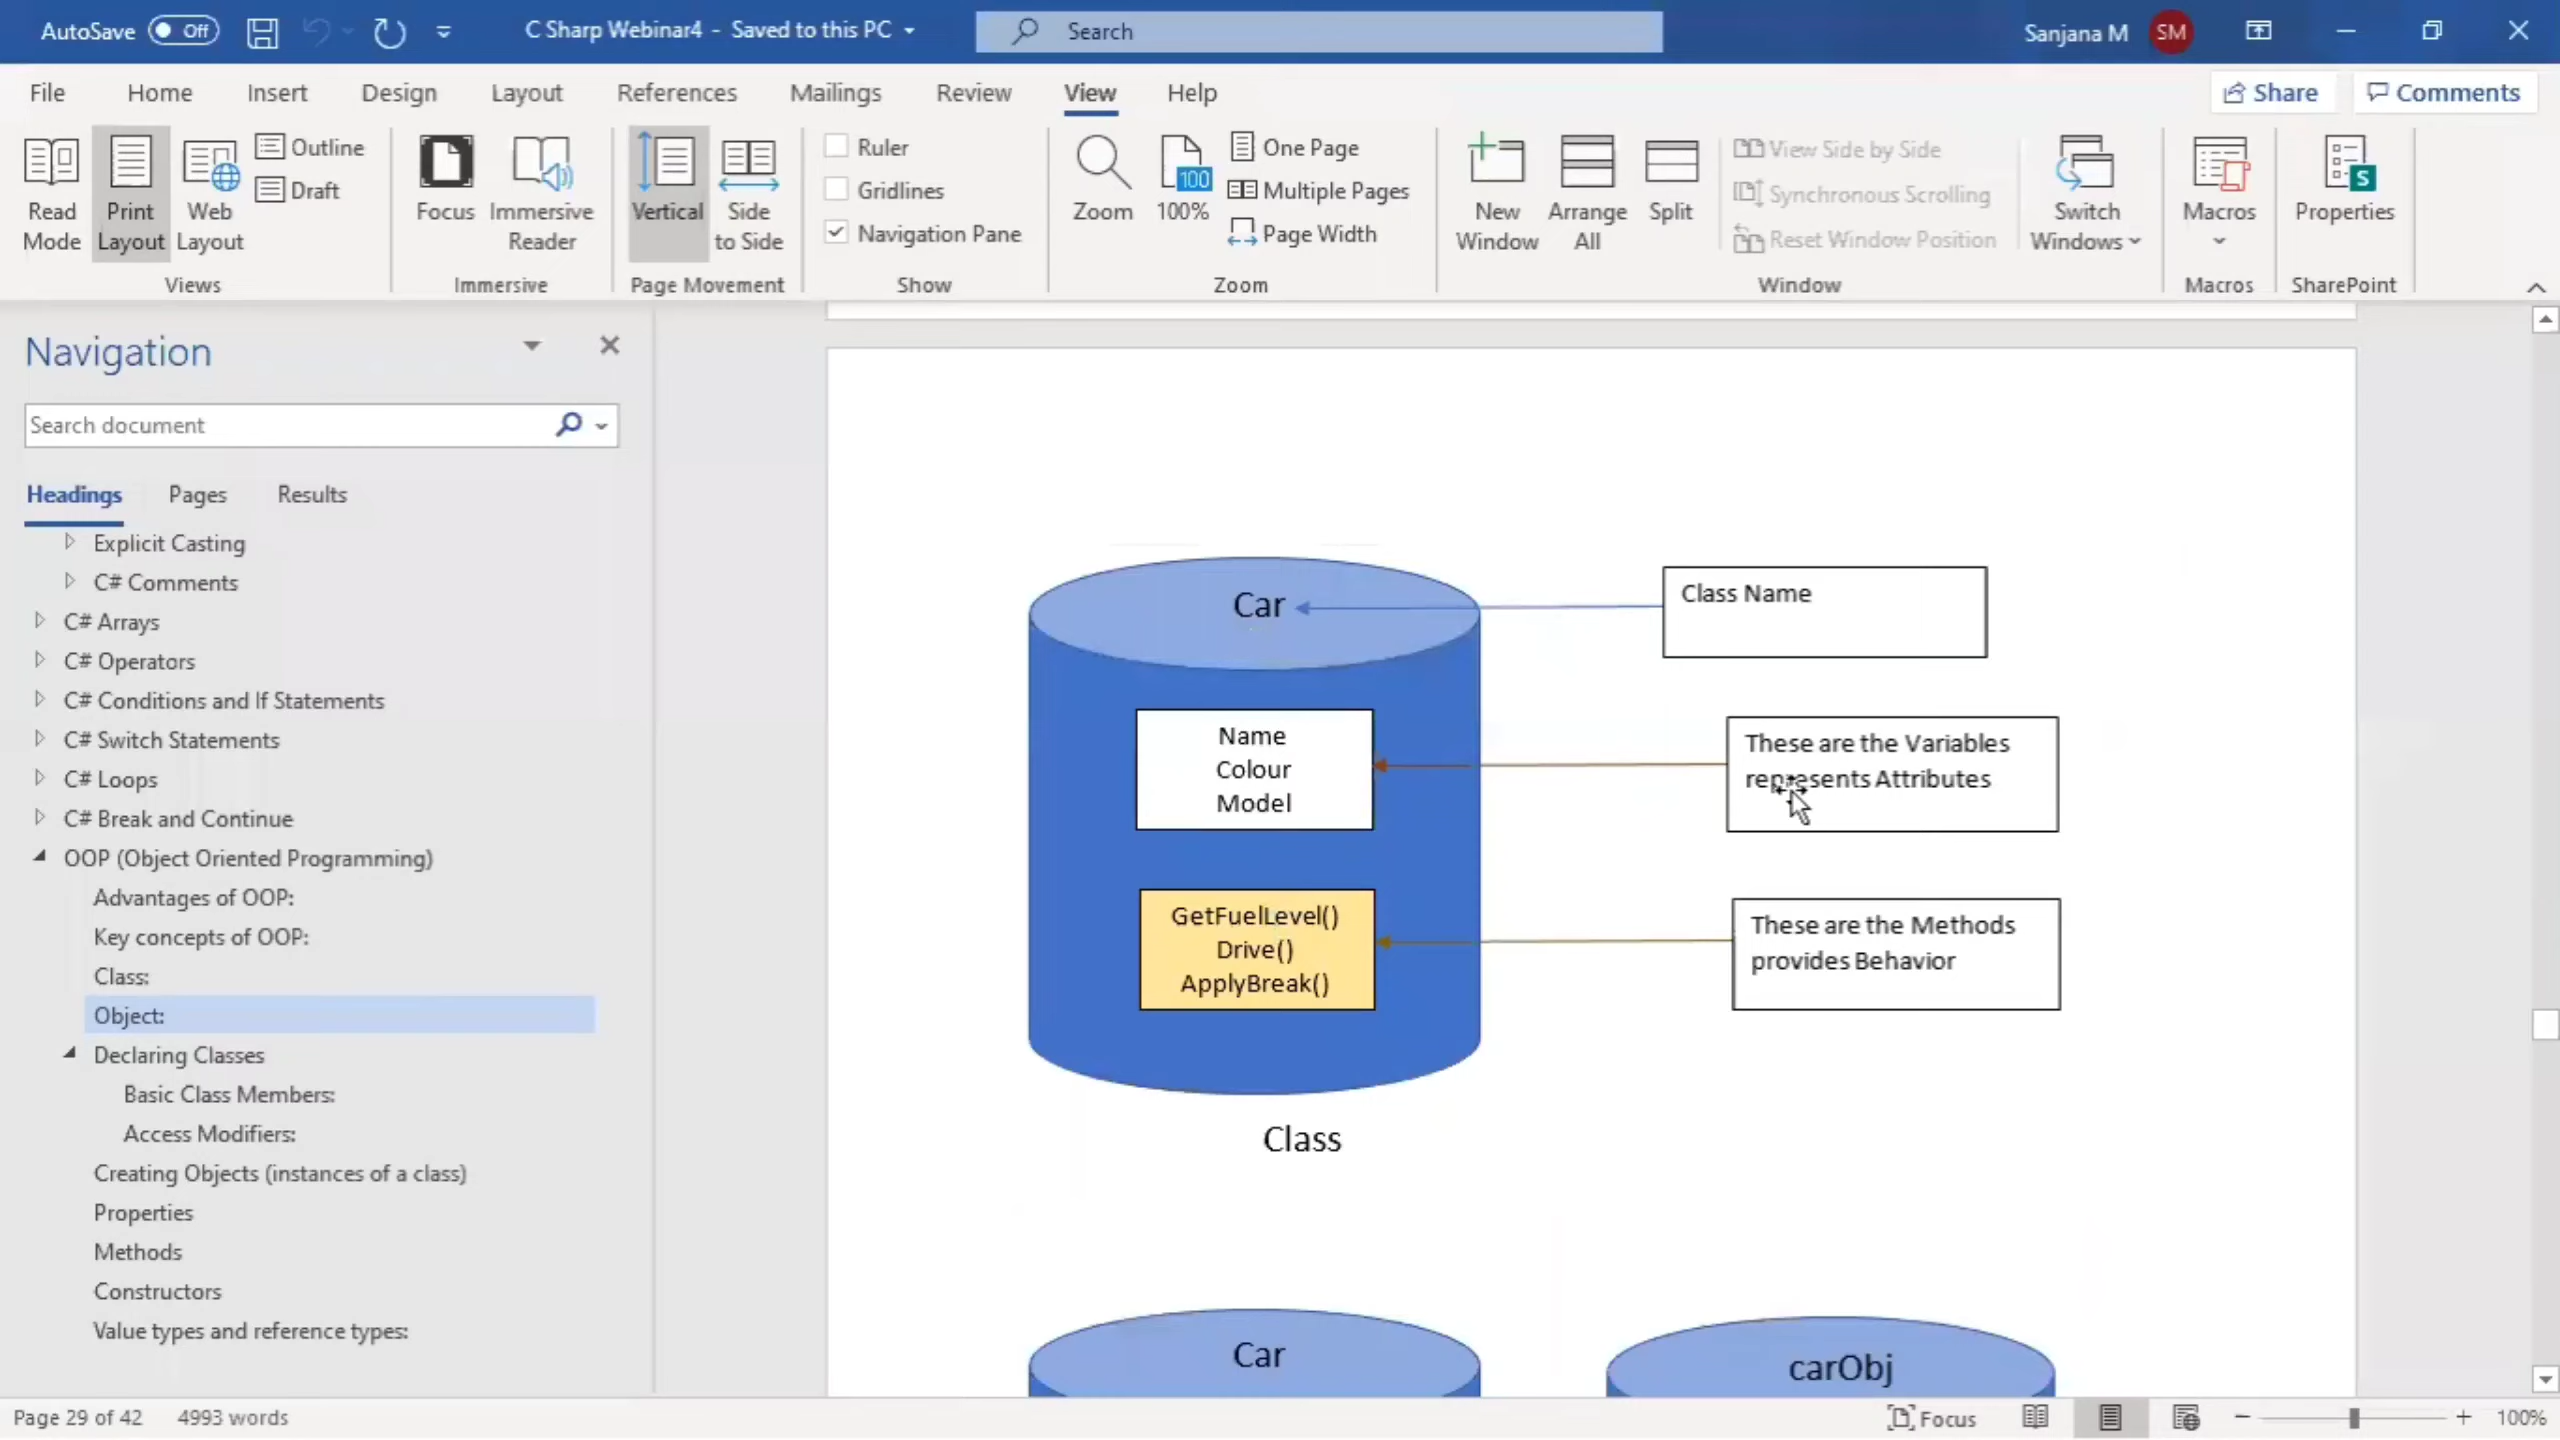 AutoSave Off C Sharp Webinar4 - Saved to this PC Search Sanjana M SM
File Home Insert Design Layout References Mailings Review View Help Share Comments
Read Mode
Print Layout
Web Layout
Outline
Draft
Views
Focus
Immersive Reader
Immersive
Vertical
Side to Side
Page Movement
Ruler
Gridlines
Navigation Pane
Show
Zoom
100
100%
One Page
Multiple Pages
Page Width
Zoom
New Window
Arrange All
Split
View Side by Side
Synchronous Scrolling
Reset Window Position
Window
Switch Windows
Macros
Macros
S
Properties
SharePoint
Navigation
Search document
Headings Pages Results
Explicit Casting
C# Comments
C# Arrays
C# Operators
C# Conditions and If Statements
C# Switch Statements
C# Loops
C# Break and Continue
OOP (Object Oriented Programming)
Advantages of OOP:
Key concepts of OOP:
Class:
Object:
Declaring Classes
Basic Class Members:
Access Modifiers:
Creating Objects (instances of a class)
Properties
Methods
Constructors
Value types and reference types:
Car
Class Name
Name
Colour
Model
These are the Variables
represents Attributes
GetFuelLevel()
Drive()
ApplyBreak()
These are the Methods
provides Behavior
Class
Car
carObj
Page 29 of 42 4993 words Focus 100%